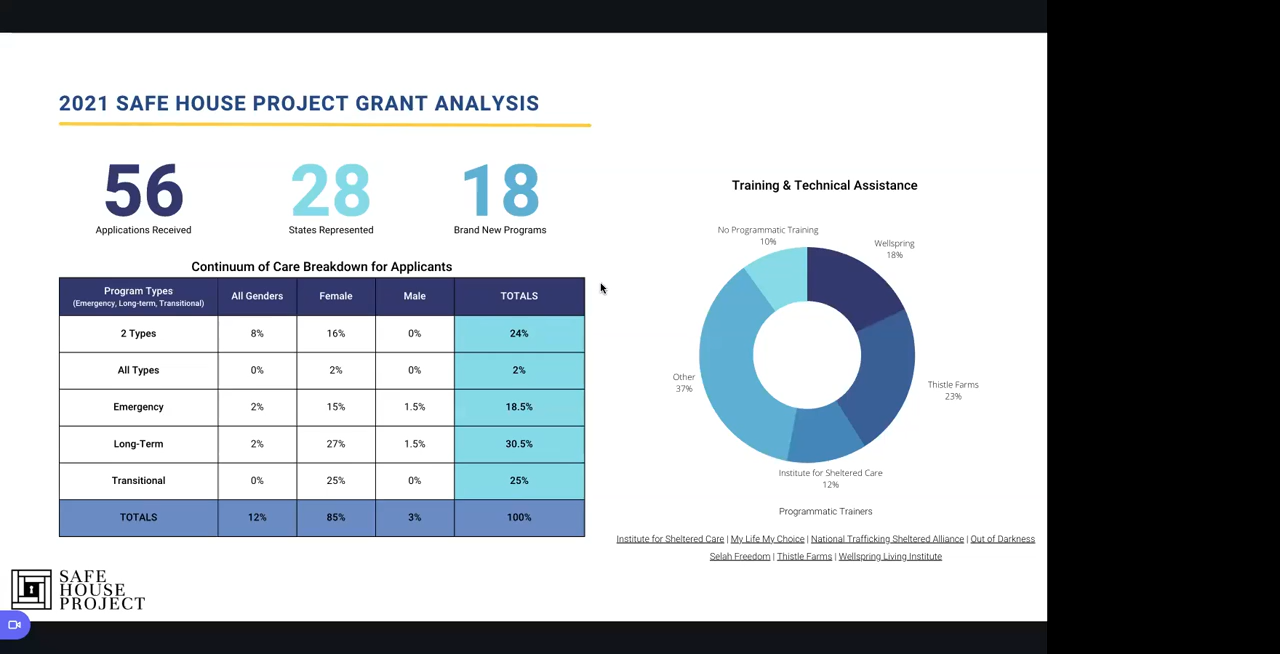 2021 SAFE HOUSE PROJECT GRANT ANALYSIS
56
Applications Received
28
States Represented
18
Brand New Programs
Continuum of Care Breakdown for Applicants
Program Types
(Emergency, Long-term, Transitional)
All Genders
Female
Male
TOTALS
2 Types
8%
16%
0%
24%
All Types
0%
2%
0%
2%
Emergency
2%
15%
1.5%
18.5%
Long-Term
2%
27%
1.5%
30.5%
Transitional
0%
25%
0%
25%
TOTALS
12%
85%
3%
100%
Training & Technical Assistance
No Programmatic Training
10%
Wellspring
18%
Other
37%
Thistle Farms
23%
Institute for Sheltered Care
12%
Programmatic Trainers
Institute for Sheltered Care | My Life My Choice | National Trafficking Sheltered Alliance | Out of Darkness
Selah Freedom | Thistle Farms | Wellspring Living Institute
SAFE
HOUSE
PROJECT